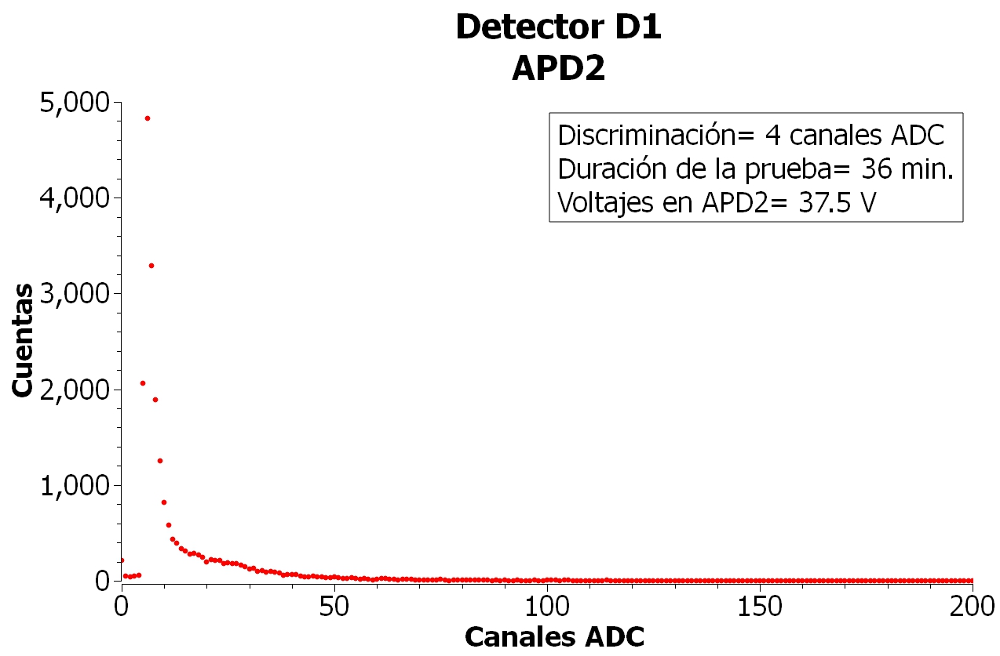 Detector D1
APD2
Discriminación= 4 canales ADC
Duración de la prueba= 36 min.
Voltajes en APD2= 37.5 V
Cuentas
5,000
4,000
3,000
2,000
1,000
0
0 50 100 150 200
Canales ADC